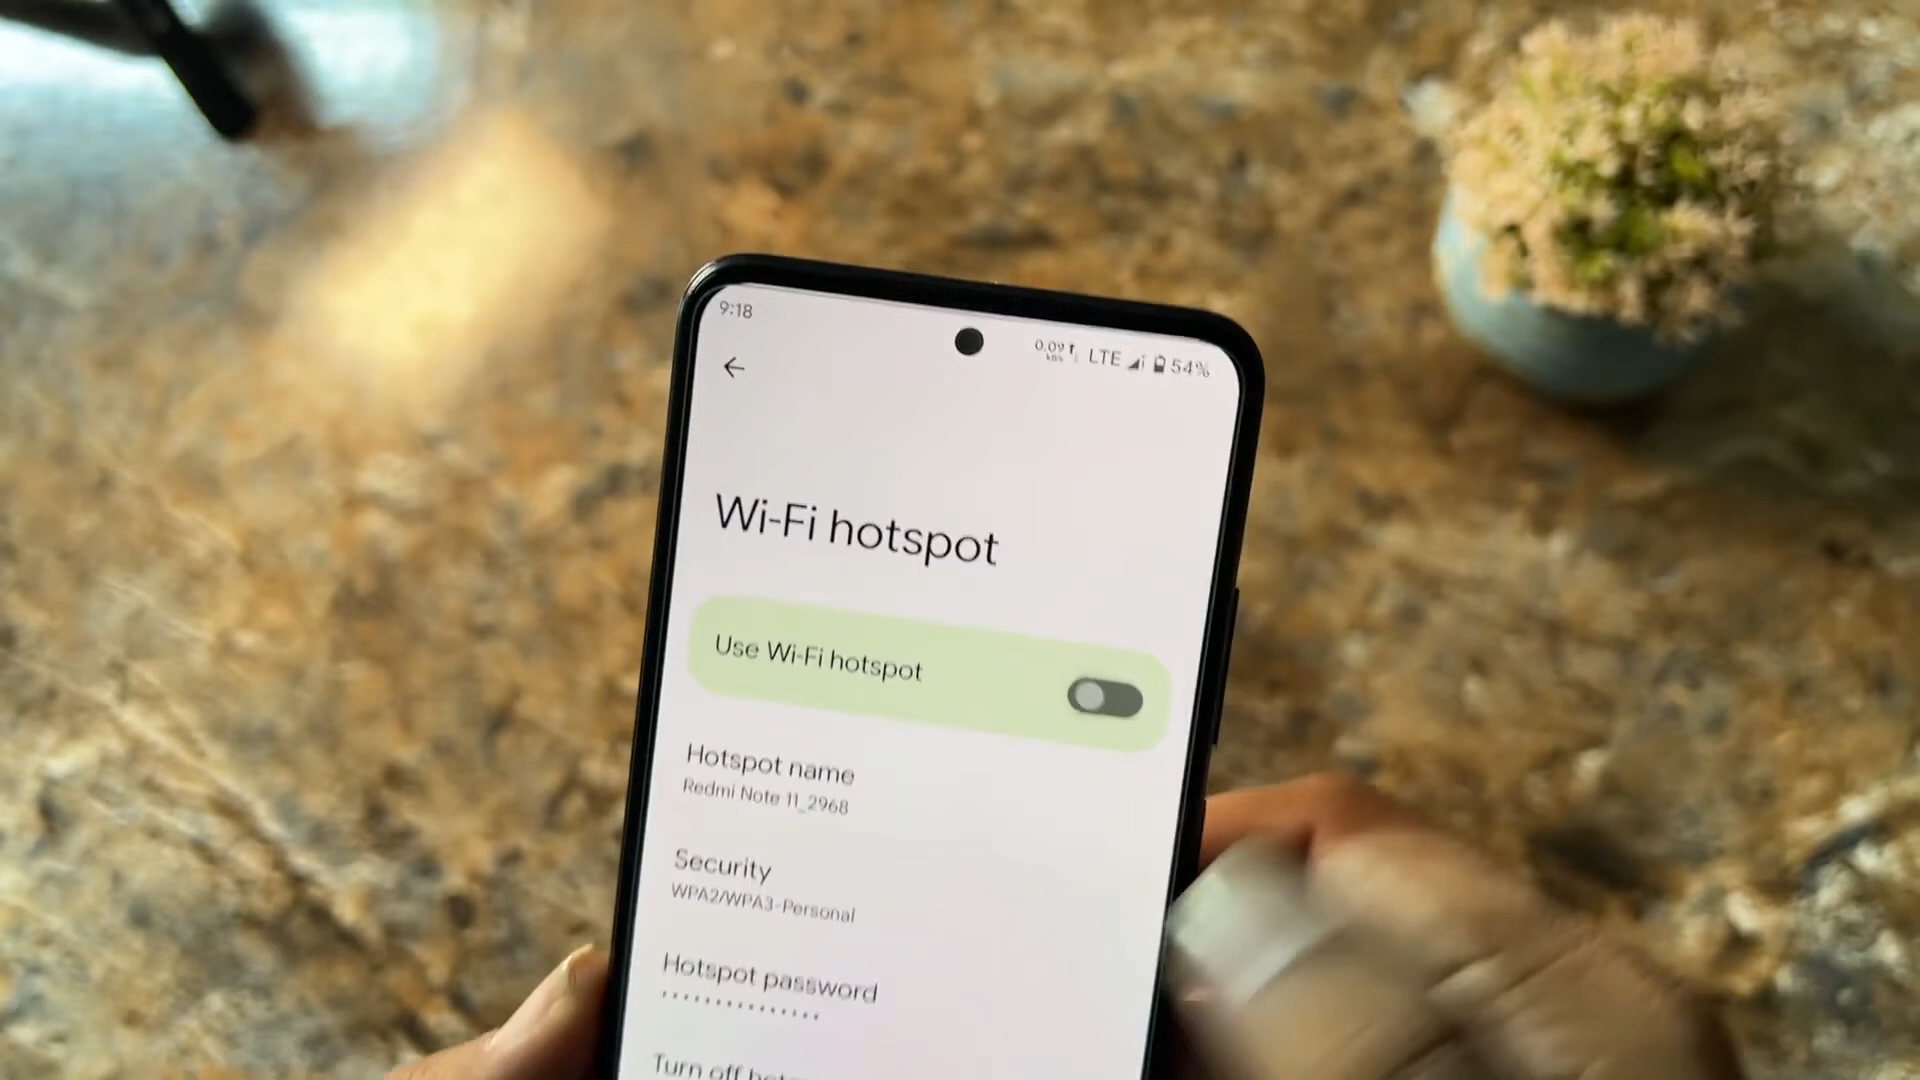 9:18
0.09 LTE 54%
Wi-Fi hotspot
Use Wi-Fi hotspot
Hotspot name
Redmi Note 11_2968
Security
WPA2/WPA3-Personal
Hotspot password
Turn off